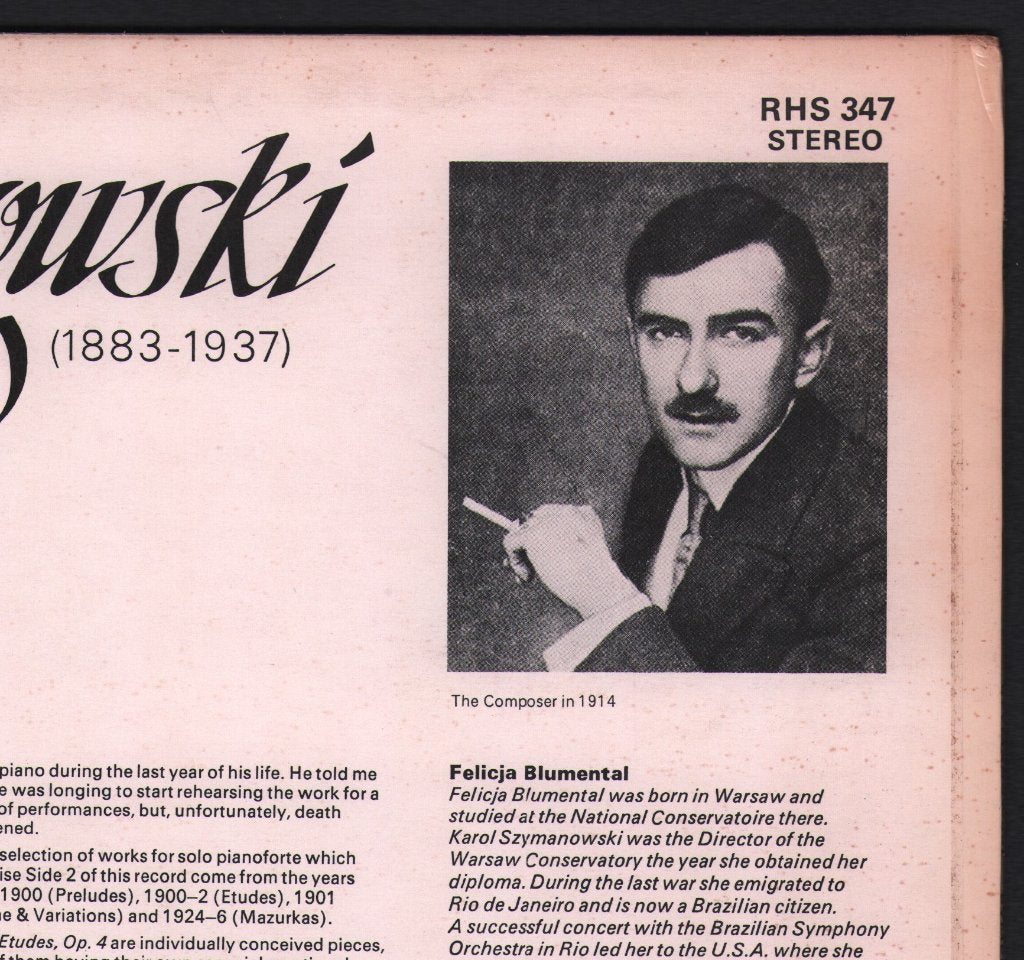 RHS 347
STEREO
owski
(1883-1937)
The Composer in 1914
piano during the last year of his life. He told me
e was longing to start rehearsing the work for a
of performances, but, unfortunately, death
ened.
selection of works for solo pianoforte which
ise Side 2 of this record come from the years
1900 (Preludes), 1900–2 (Etudes), 1901
e & Variations) and 1924–6 (Mazurkas).
Etudes, Op. 4 are individually conceived pieces,
Felicja Blumental
Felicja Blumental was born in Warsaw and
studied at the National Conservatoire there.
Karol Szymanowski was the Director of the
Warsaw Conservatory the year she obtained her
diploma. During the last war she emigrated to
Rio de Janeiro and is now a Brazilian citizen.
A successful concert with the Brazilian Symphony
Orchestra in Rio led her to the U.S.A. where she